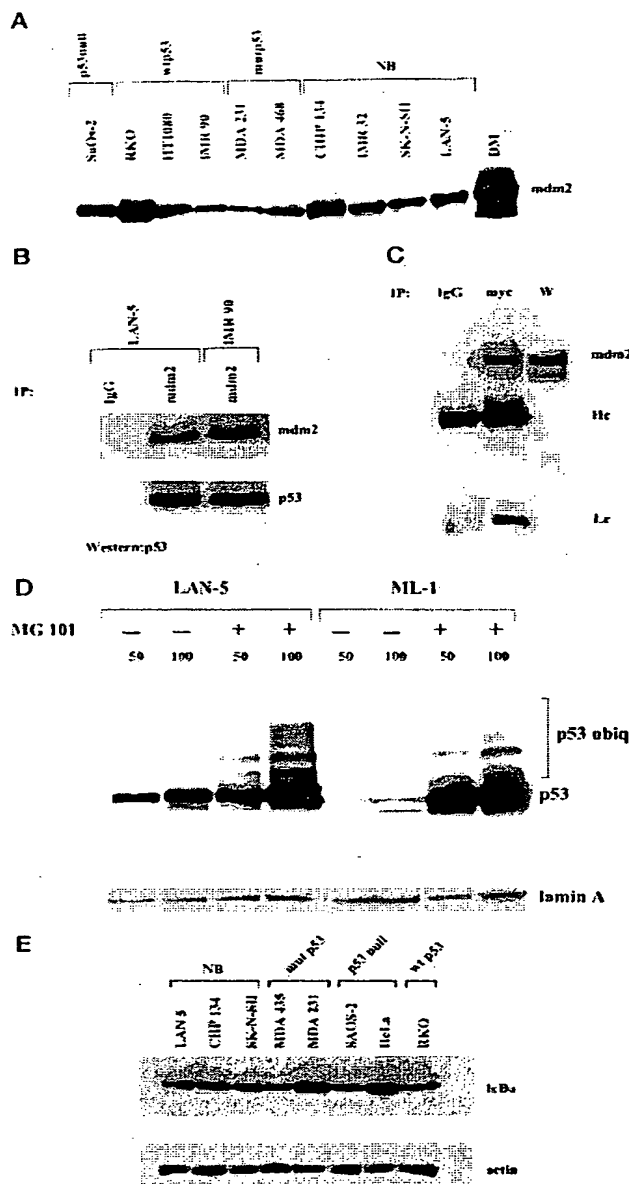 A
p53null
wtp53
mutp53
NB
SaOs-2
RKO
HT1080
IMR 90
MDA 231
MDA 468
CHP 134
IMR 32
SK-N-SH
LAN-5
DM
mdm2
B
LAN-5
IMR 90
IP:
IgG
mdm2
mdm2
mdm2
p53
Western:p53
C
IP: IgG myc W
mdm2
Hc
Lc
D
LAN-5 ML-1
MG 101 — — + + — — + +
50 100 50 100 50 100 50 100
p53 ubiq
p53
lamin A
E
NB
mut p53
p53 null
wt p53
LAN 5
CHP 134
SK-N-SH
MDA 435
MDA 231
SAOS-2
HeLa
RKO
IκBα
actin